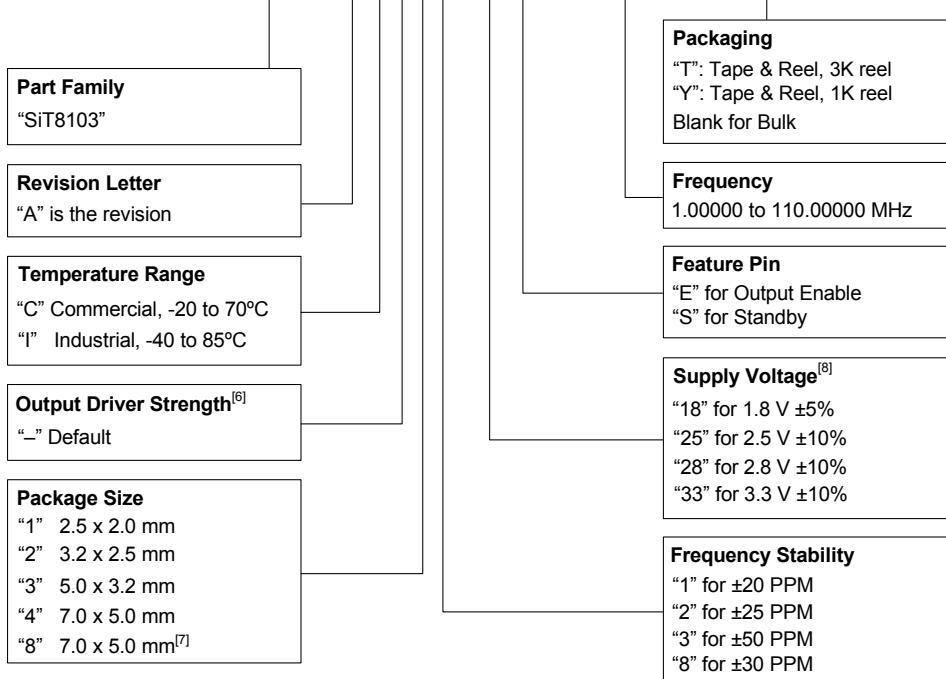 Part Family
“SiT8103”
Revision Letter
“A” is the revision
Temperature Range
“C” Commercial, -20 to 70ºC
“I” Industrial, -40 to 85ºC
Output Driver Strength[6]
“–” Default
Package Size
“1” 2.5 x 2.0 mm
“2” 3.2 x 2.5 mm
“3” 5.0 x 3.2 mm
“4” 7.0 x 5.0 mm
“8” 7.0 x 5.0 mm[7]
Packaging
“T”: Tape & Reel, 3K reel
“Y”: Tape & Reel, 1K reel
Blank for Bulk
Frequency
1.00000 to 110.00000 MHz
Feature Pin
“E” for Output Enable
“S” for Standby
Supply Voltage[8]
“18” for 1.8 V ±5%
“25” for 2.5 V ±10%
“28” for 2.8 V ±10%
“33” for 3.3 V ±10%
Frequency Stability
“1” for ±20 PPM
“2” for ±25 PPM
“3” for ±50 PPM
“8” for ±30 PPM